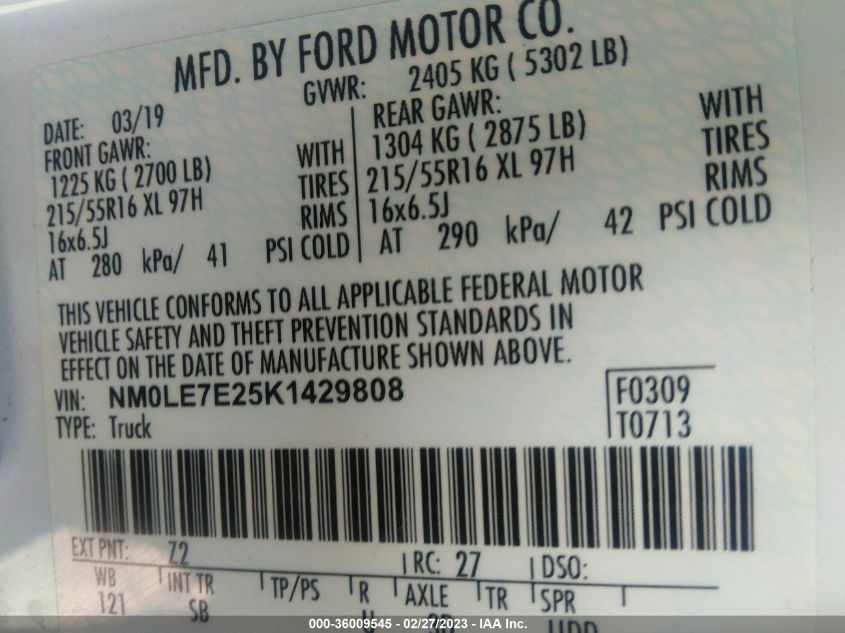 MFD. BY FORD MOTOR CO.
DATE: 03/19 GVWR: 2405 KG ( 5302 LB)
FRONT GAWR:
1225 KG ( 2700 LB) WITH
215/55R16 XL 97H TIRES
16x6.5J RIMS
AT 280 kPa/ 41 PSI COLD
REAR GAWR:
1304 KG ( 2875 LB) WITH
215/55R16 XL 97H TIRES
16x6.5J RIMS
AT 290 kPa/ 42 PSI COLD
THIS VEHICLE CONFORMS TO ALL APPLICABLE FEDERAL MOTOR
VEHICLE SAFETY AND THEFT PREVENTION STANDARDS IN
EFFECT ON THE DATE OF MANUFACTURE SHOWN ABOVE.
VIN: NM0LE7E25K1429808
TYPE: Truck
F0309
T0713
EXT PNT: Z2 RC: 27 DSO:
WB INT TR TP/PS R AXLE TR SPR
121 SB
000-36009545 - 02/27/2023 - IAA Inc.